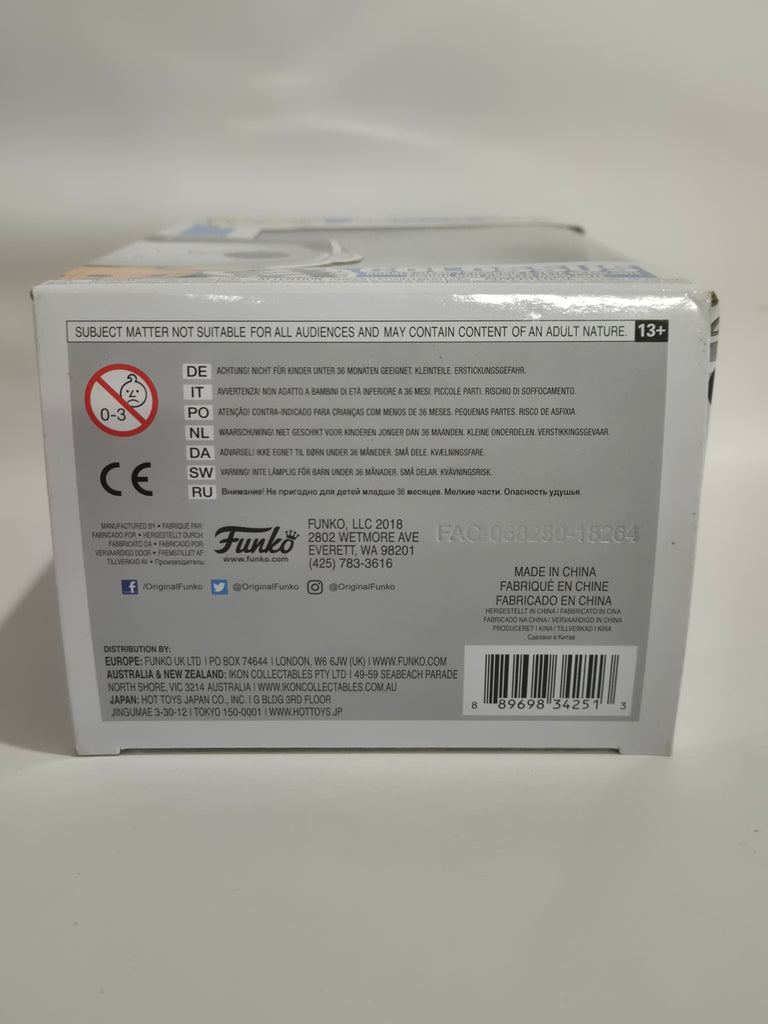 SUBJECT MATTER NOT SUITABLE FOR ALL AUDIENCES AND MAY CONTAIN CONTENT OF AN ADULT NATURE. 13+
0-3
DE ACHTUNG! NICHT FÜR KINDER UNTER 36 MONATEN GEEIGNET. KLEINTEILE. ERSTICKUNGSGEFAHR.
IT AVVERTENZA! NON ADATTO A BAMBINI DI ETÀ INFERIORE A 36 MESI. PICCOLE PARTI. RISCHIO DI SOFFOCAMENTO.
PO ATENÇÃO! CONTRA-INDICADO PARA CRIANÇAS COM MENOS DE 36 MESES. PEQUENAS PARTES. RISCO DE ASFIXIA.
NL WAARSCHUWING! NIET GESCHIKT VOOR KINDEREN JONGER DAN 36 MAANDEN. KLEINE ONDERDELEN. VERSTIKKINGSGEVAAR.
DA ADVARSEL! IKKE EGNET TIL BØRN UNDER 36 MÅNEDER. SMÅ DELE. KVÆLNINGSFARE.
SW VARNING! INTE LÄMPLIG FÖR BARN UNDER 36 MÅNADER. SMÅ DELAR. KVÄVNINGSRISK.
RU Внимание! Не пригодно для детей младше 36 месяцев. Мелкие части. Опасность удушья.
CE
MANUFACTURED BY • FABRIQUÉ PAR:
FABRICADO POR • HERGESTELLT DURCH:
FABBRICATO DA • FABRICADO POR:
VERVAARDIGD DOOR • FREMSTILLET AF:
TILLVERKAD AV • Производитель:
Funko
www.funko.com
FUNKO, LLC 2018
2802 WETMORE AVE
EVERETT, WA 98201
(425) 783-3616
FAC-068250-18264
/OriginalFunko @OriginalFunko @OriginalFunko
MADE IN CHINA
FABRIQUÉ EN CHINE
FABRICADO EN CHINA
HERGESTELLT IN CHINA / FABBRICATO IN CINA
FABRICADO NA CHINA / VERVAARDIGD IN CHINA
PRODUCERET I KINA / TILLVERKAD I KINA
Сделано в Китае
DISTRIBUTION BY:
EUROPE: FUNKO UK LTD | PO BOX 74644 | LONDON, W6 6JW (UK) | WWW.FUNKO.COM
AUSTRALIA & NEW ZEALAND: IKON COLLECTABLES PTY LTD | 49-59 SEABEACH PARADE
NORTH SHORE, VIC 3214 AUSTRALIA | WWW.IKONCOLLECTABLES.COM.AU
JAPAN: HOT TOYS JAPAN CO., INC. | G BLDG 3RD FLOOR
JINGUMAE 3-30-12 | TOKYO 150-0001 | WWW.HOTTOYS.JP
8 89698 34251 3